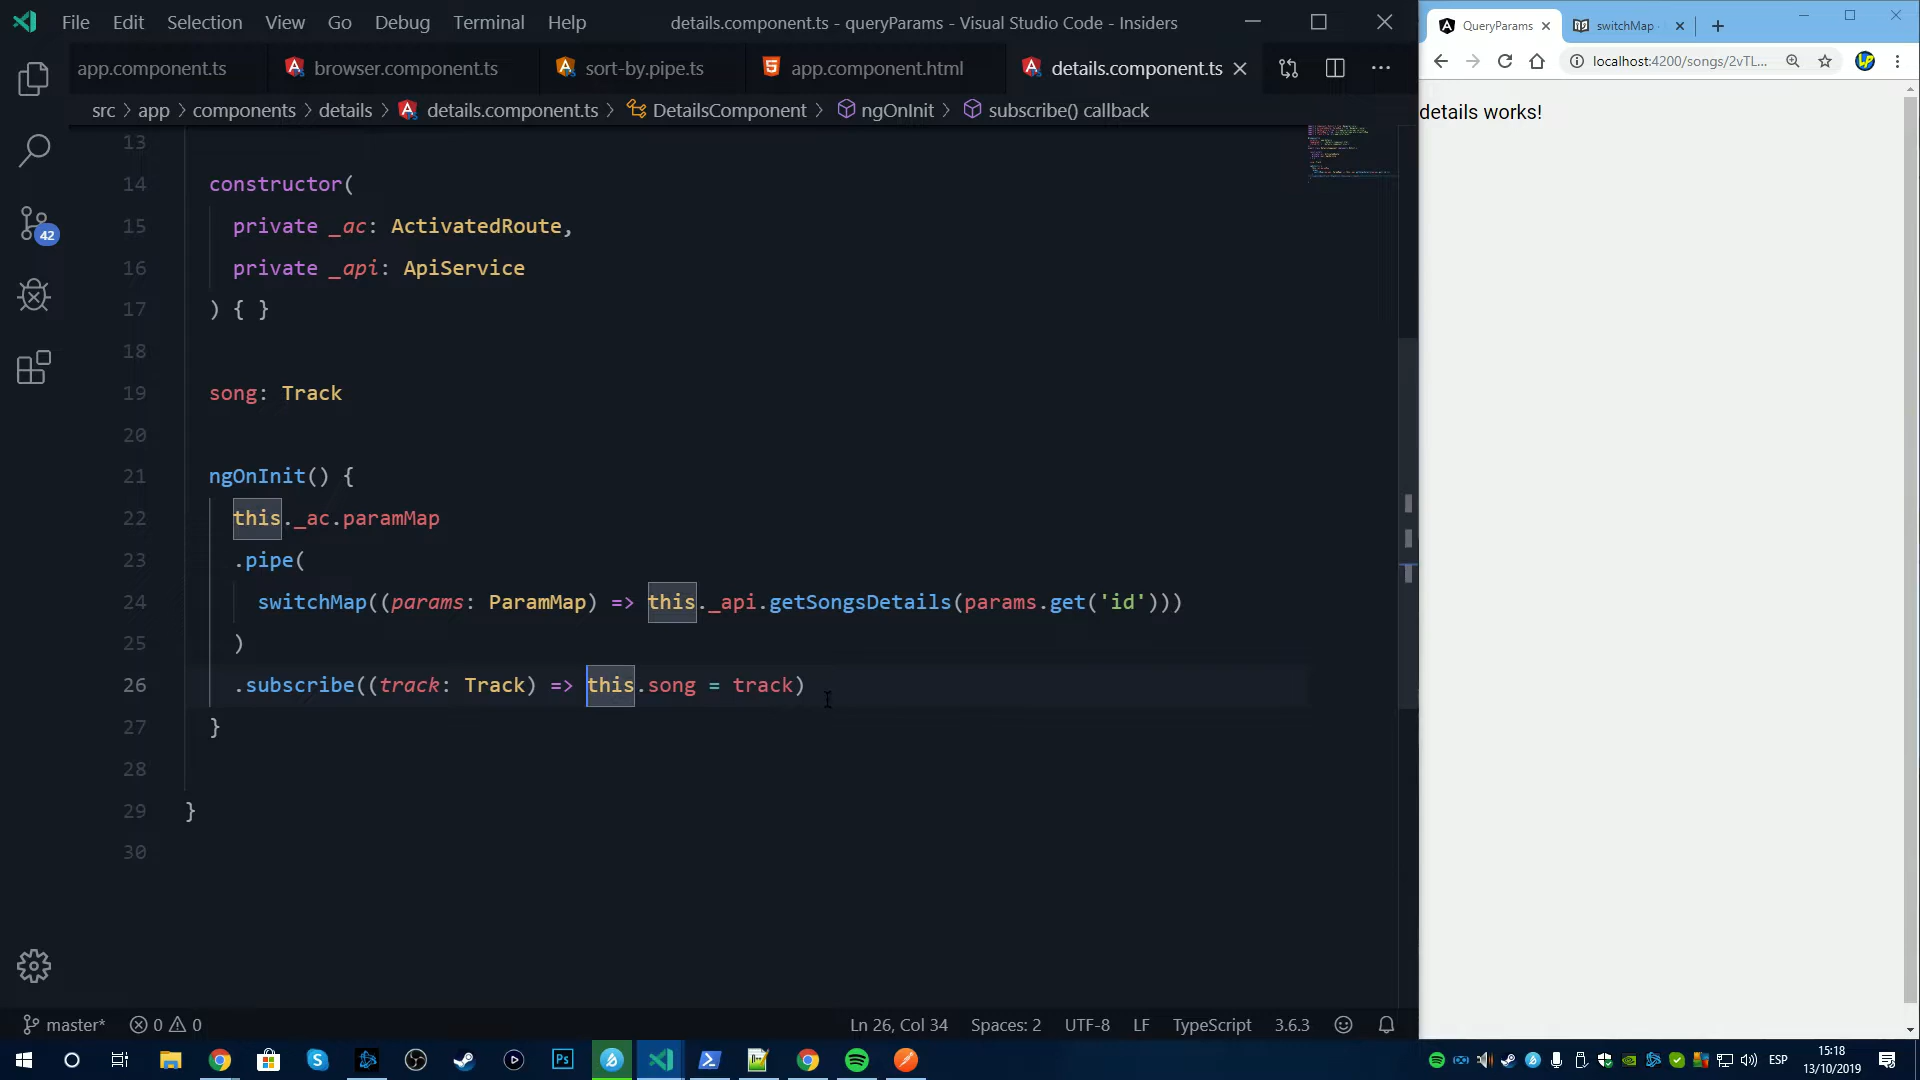 File Edit Selection View Go Debug Terminal Help
details.component.ts - queryParams - Visual Studio Code - Insiders
app.component.ts browser.component.ts sort-by.pipe.ts app.component.html details.component.ts
src > app > components > details > details.component.ts > DetailsComponent > ngOnInit > subscribe() callback
13
14 constructor(
15 private _ac: ActivatedRoute,
16 private _api: ApiService
17 ) { }
18
19 song: Track
20
21 ngOnInit() {
22 this._ac.paramMap
23 .pipe(
24 switchMap((params: ParamMap) => this._api.getSongsDetails(params.get('id')))
25 )
26 .subscribe((track: Track) => this.song = track)
27 }
28
29 }
30
42
master* 0 0
Ln 26, Col 34 Spaces: 2 UTF-8 LF TypeScript 3.6.3
QueryParams switchMap
localhost:4200/songs/2vTL...
details works!
Ps
ESP
15:18
13/10/2019